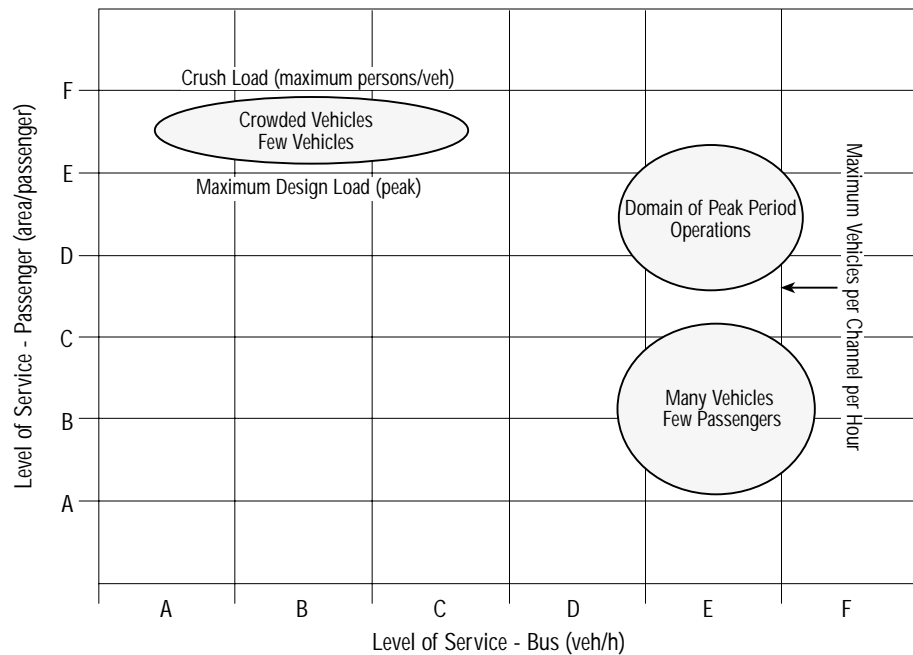 Crush Load (maximum persons/veh)
Crowded Vehicles
Few Vehicles
Maximum Design Load (peak)
Domain of Peak Period
Operations
Many Vehicles
Few Passengers
Maximum Vehicles per Channel per Hour
Level of Service - Passenger (area/passenger)
F
E
D
C
B
A
A B C D E F
Level of Service - Bus (veh/h)